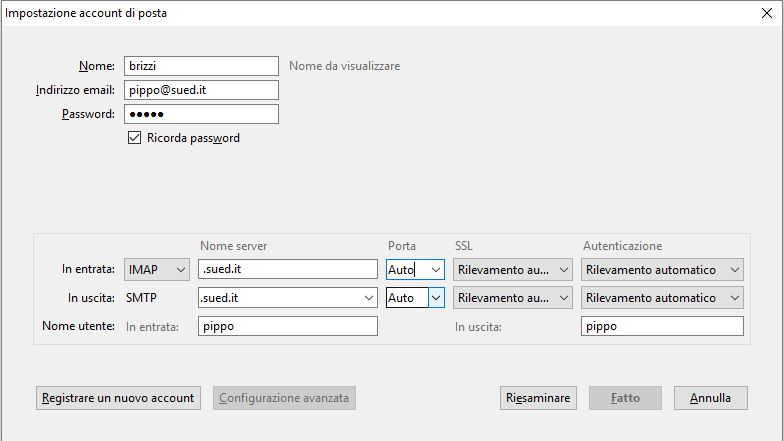 Impostazione account di posta
Nome: brizzi Nome da visualizzare
Indirizzo email: pippo@sued.it
Password: •••••
Ricorda password
Nome server Porta SSL Autenticazione
In entrata: IMAP .sued.it Auto Rilevamento au... Rilevamento automatico
In uscita: SMTP .sued.it Auto Rilevamento au... Rilevamento automatico
Nome utente: In entrata: pippo In uscita: pippo
Registrare un nuovo account Configurazione avanzata Riesaminare Fatto Annulla